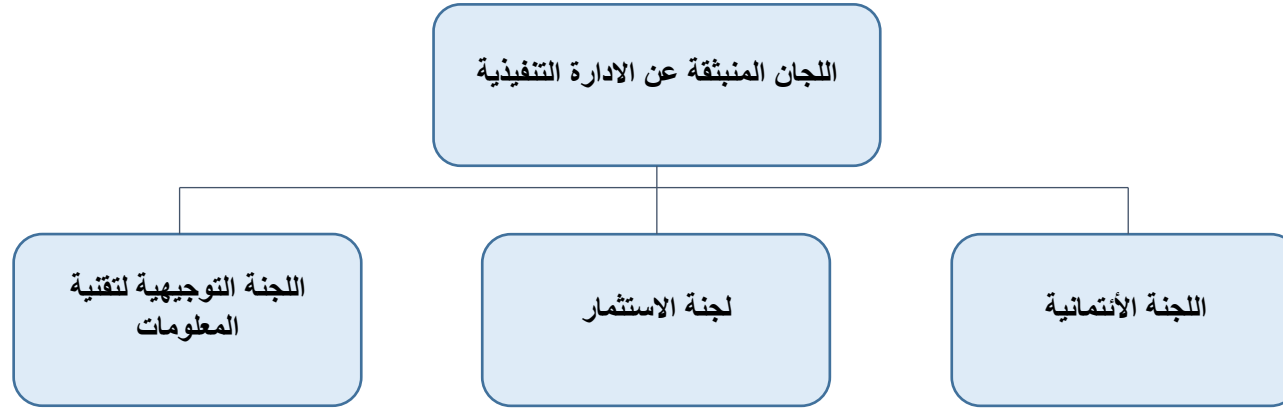 اللجان المنبثقة عن الادارة التنفيذية
اللجنة الأئتمانية
لجنة الاستثمار
اللجنة التوجيهية لتقنية
المعلومات